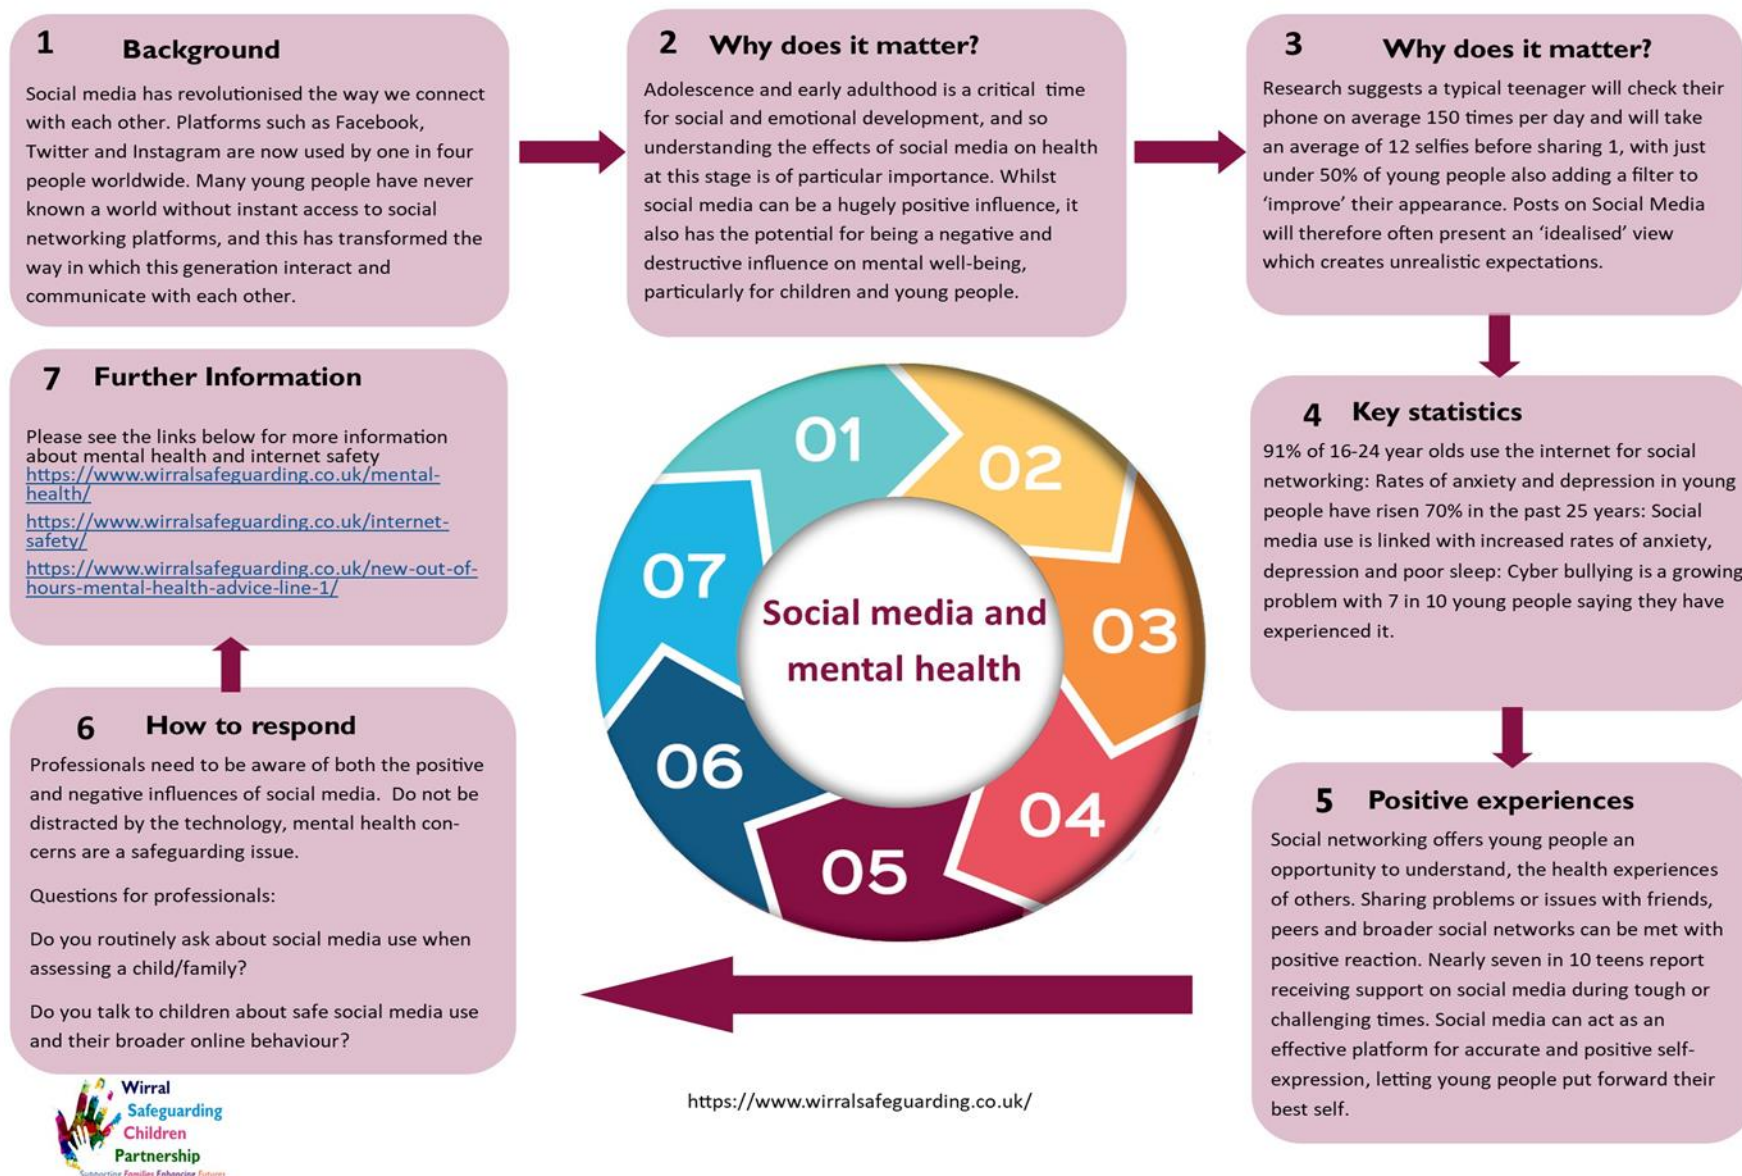 1 Background
Social media has revolutionised the way we connect
with each other. Platforms such as Facebook,
Twitter and Instagram are now used by one in four
people worldwide. Many young people have never
known a world without instant access to social
networking platforms, and this has transformed the
way in which this generation interact and
communicate with each other.
2 Why does it matter?
Adolescence and early adulthood is a critical time
for social and emotional development, and so
understanding the effects of social media on health
at this stage is of particular importance. Whilst
social media can be a hugely positive influence, it
also has the potential for being a negative and
destructive influence on mental well-being,
particularly for children and young people.
3 Why does it matter?
Research suggests a typical teenager will check their
phone on average 150 times per day and will take
an average of 12 selfies before sharing 1, with just
under 50% of young people also adding a filter to
‘improve’ their appearance. Posts on Social Media
will therefore often present an ‘idealised’ view
which creates unrealistic expectations.
4 Key statistics
91% of 16-24 year olds use the internet for social
networking: Rates of anxiety and depression in young
people have risen 70% in the past 25 years: Social
media use is linked with increased rates of anxiety,
depression and poor sleep: Cyber bullying is a growing
problem with 7 in 10 young people saying they have
experienced it.
5 Positive experiences
Social networking offers young people an
opportunity to understand, the health experiences
of others. Sharing problems or issues with friends,
peers and broader social networks can be met with
positive reaction. Nearly seven in 10 teens report
receiving support on social media during tough or
challenging times. Social media can act as an
effective platform for accurate and positive self-
expression, letting young people put forward their
best self.
6 How to respond
Professionals need to be aware of both the positive
and negative influences of social media. Do not be
distracted by the technology, mental health con-
cerns are a safeguarding issue.
Questions for professionals:
Do you routinely ask about social media use when
assessing a child/family?
Do you talk to children about safe social media use
and their broader online behaviour?
7 Further Information
Please see the links below for more information
about mental health and internet safety
https://www.wirralsafeguarding.co.uk/mental-
health/
https://www.wirralsafeguarding.co.uk/internet-
safety/
https://www.wirralsafeguarding.co.uk/new-out-of-
hours-mental-health-advice-line-1/
01
02
03
04
05
06
07
Social media and
mental health
Wirral
Safeguarding
Children
Partnership
Supporting Families Enhancing Futures
https://www.wirralsafeguarding.co.uk/